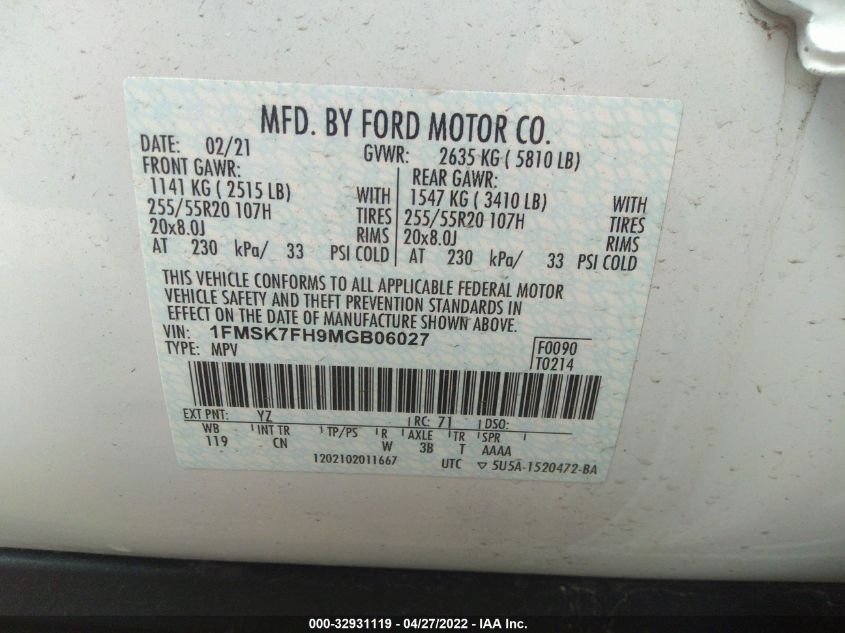 MFD. BY FORD MOTOR CO.
DATE: 02/21 GVWR: 2635 KG ( 5810 LB)
FRONT GAWR: REAR GAWR:
1141 KG ( 2515 LB) WITH 1547 KG ( 3410 LB) WITH
255/55R20 107H TIRES 255/55R20 107H TIRES
20x8.0J RIMS 20x8.0J RIMS
AT 230 kPa/ 33 PSI COLD AT 230 kPa/ 33 PSI COLD
THIS VEHICLE CONFORMS TO ALL APPLICABLE FEDERAL MOTOR
VEHICLE SAFETY AND THEFT PREVENTION STANDARDS IN
EFFECT ON THE DATE OF MANUFACTURE SHOWN ABOVE.
VIN: 1FMSK7FH9MGB06027
TYPE: MPV
F0090
T0214
EXT PNT: YZ RC: 71 DSO:
WB INT TR TP/PS R AXLE TR SPR
119 CN W 3B T AAAA
1202102011667 UTC ▽ 5U5A-1520472-BA
000-32931119 - 04/27/2022 - IAA Inc.